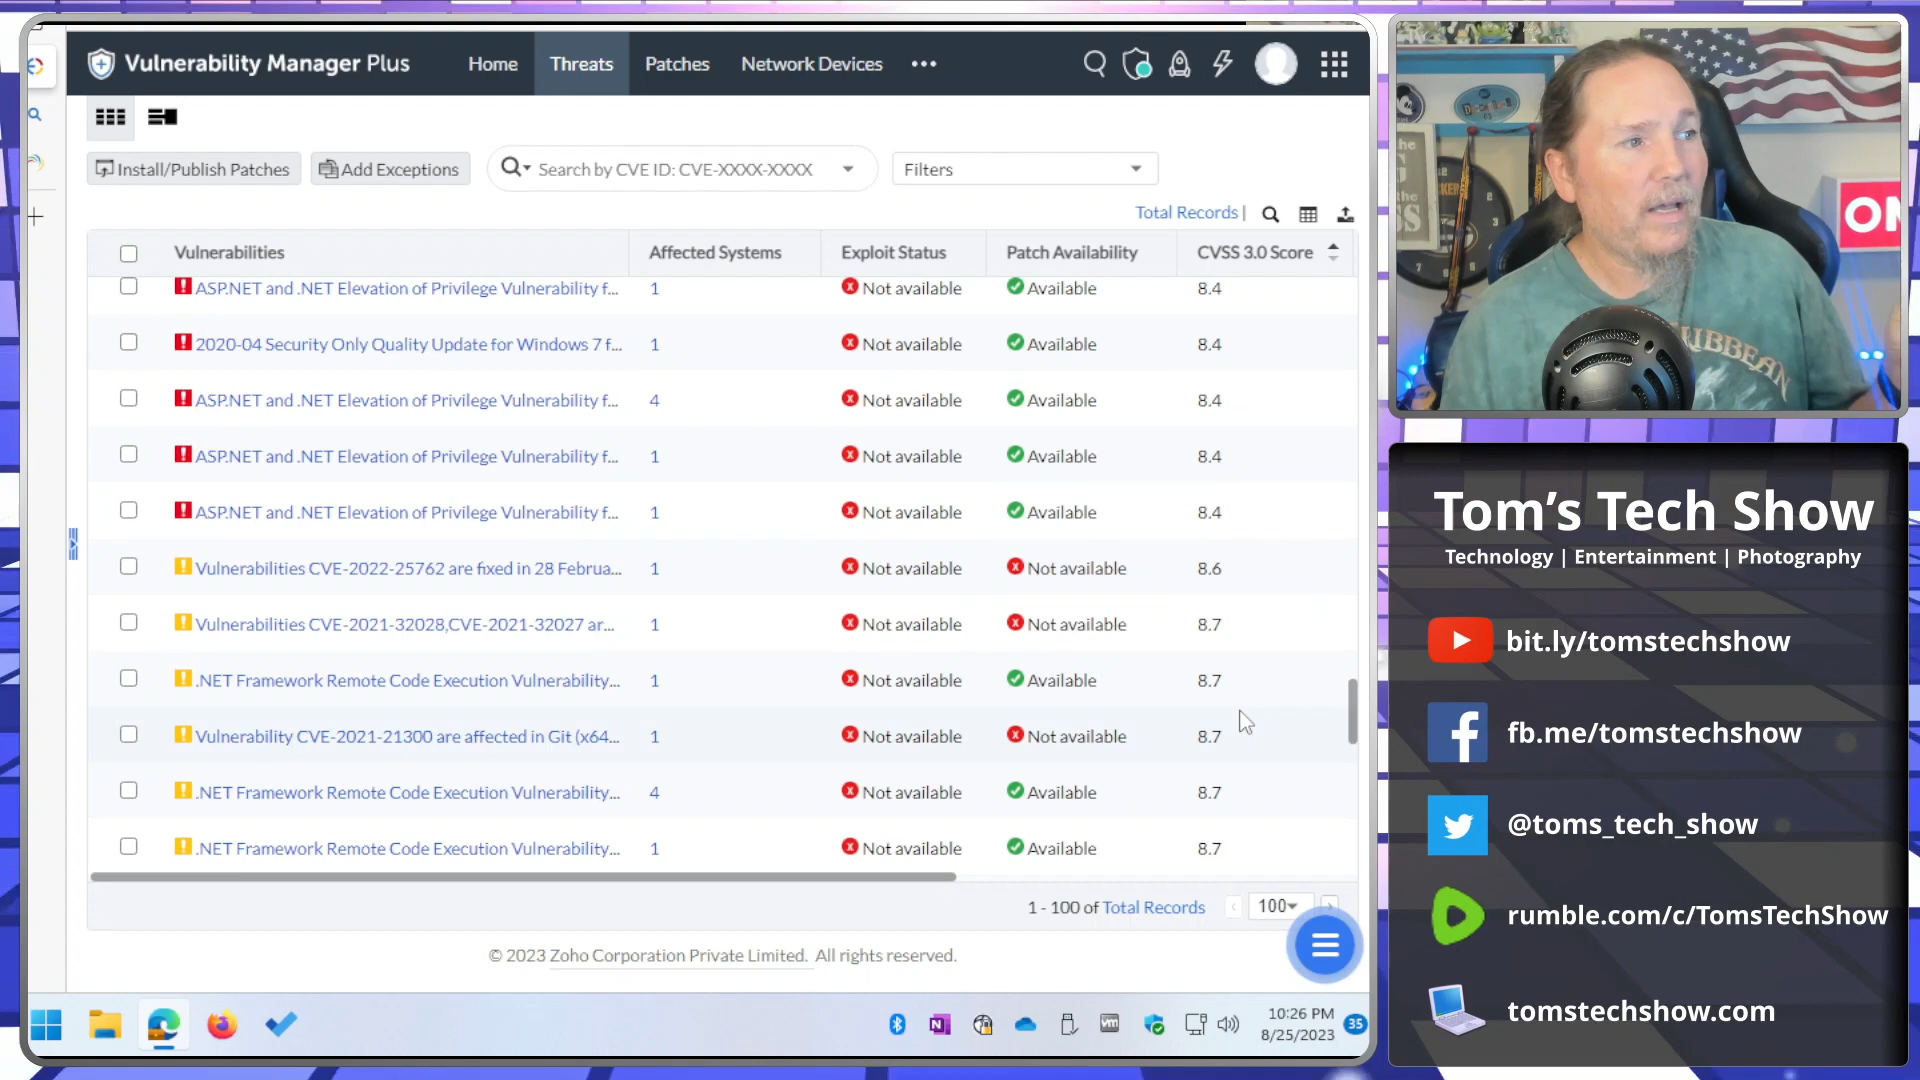 Vulnerability Manager Plus Home Threats Patches Network Devices •••
Install/Publish Patches Add Exceptions Search by CVE ID: CVE-XXXX-XXXX Filters
Total Records |
Vulnerabilities Affected Systems Exploit Status Patch Availability CVSS 3.0 Score
ASP.NET and .NET Elevation of Privilege Vulnerability f... 1 Not available Available 8.4
2020-04 Security Only Quality Update for Windows 7 f... 1 Not available Available 8.4
ASP.NET and .NET Elevation of Privilege Vulnerability f... 4 Not available Available 8.4
ASP.NET and .NET Elevation of Privilege Vulnerability f... 1 Not available Available 8.4
ASP.NET and .NET Elevation of Privilege Vulnerability f... 1 Not available Available 8.4
Vulnerabilities CVE-2022-25762 are fixed in 28 Februa... 1 Not available Not available 8.6
Vulnerabilities CVE-2021-32028,CVE-2021-32027 ar... 1 Not available Not available 8.7
.NET Framework Remote Code Execution Vulnerability... 1 Not available Available 8.7
Vulnerability CVE-2021-21300 are affected in Git (x64... 1 Not available Not available 8.7
.NET Framework Remote Code Execution Vulnerability... 4 Not available Available 8.7
.NET Framework Remote Code Execution Vulnerability... 1 Not available Available 8.7
1 - 100 of Total Records 100
© 2023 Zoho Corporation Private Limited. All rights reserved.
10:26 PM
8/25/2023 35
ON
CARIBBEAN
Tom's Tech Show
Technology | Entertainment | Photography
bit.ly/tomstechshow
fb.me/tomstechshow
@toms_tech_show
rumble.com/c/TomsTechShow
tomstechshow.com